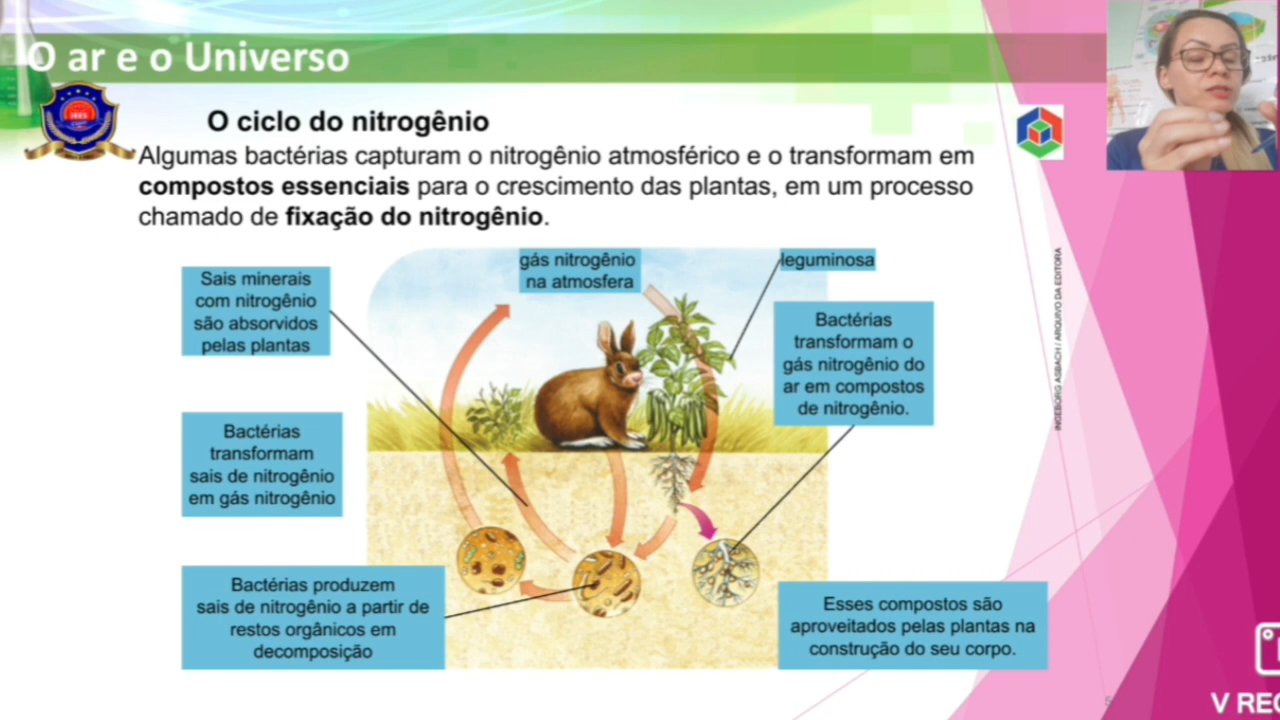 O ar e o Universo
O ciclo do nitrogênio
Algumas bactérias capturam o nitrogênio atmosférico e o transformam em
compostos essenciais para o crescimento das plantas, em um processo
chamado de fixação do nitrogênio.
gás nitrogênio
na atmosfera
leguminosa
Sais minerais
com nitrogênio
são absorvidos
pelas plantas
Bactérias
transformam o
gás nitrogênio do
ar em compostos
de nitrogênio.
Bactérias
transformam
sais de nitrogênio
em gás nitrogênio
Bactérias produzem
sais de nitrogênio a partir de
restos orgânicos em
decomposição
Esses compostos são
aproveitados pelas plantas na
construção do seu corpo.
INGEBORG ASBACH / ARQUIVO DA EDITORA
V REC